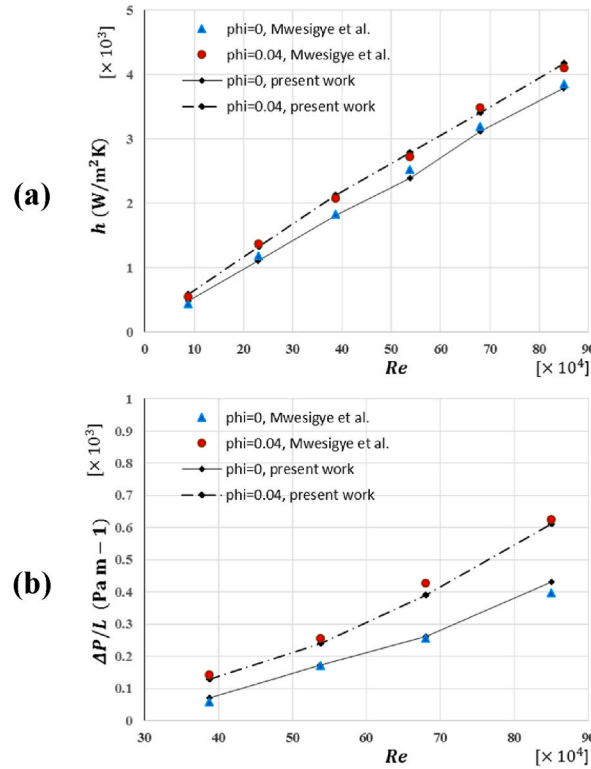 (a)
[× 10³]
h (W/m²K)
5
4
3
2
1
0
phi=0, Mwesigye et al.
phi=0.04, Mwesigye et al.
phi=0, present work
phi=0.04, present work
0 10 20 30 40 50 60 70 80 90
Re
[× 10⁴]
(b)
[× 10³]
ΔP/L (Pa m − 1)
1
0.9
0.8
0.7
0.6
0.5
0.4
0.3
0.2
0.1
0
phi=0, Mwesigye et al.
phi=0.04, Mwesigye et al.
phi=0, present work
phi=0.04, present work
30 40 50 60 70 80 90
Re
[× 10⁴]